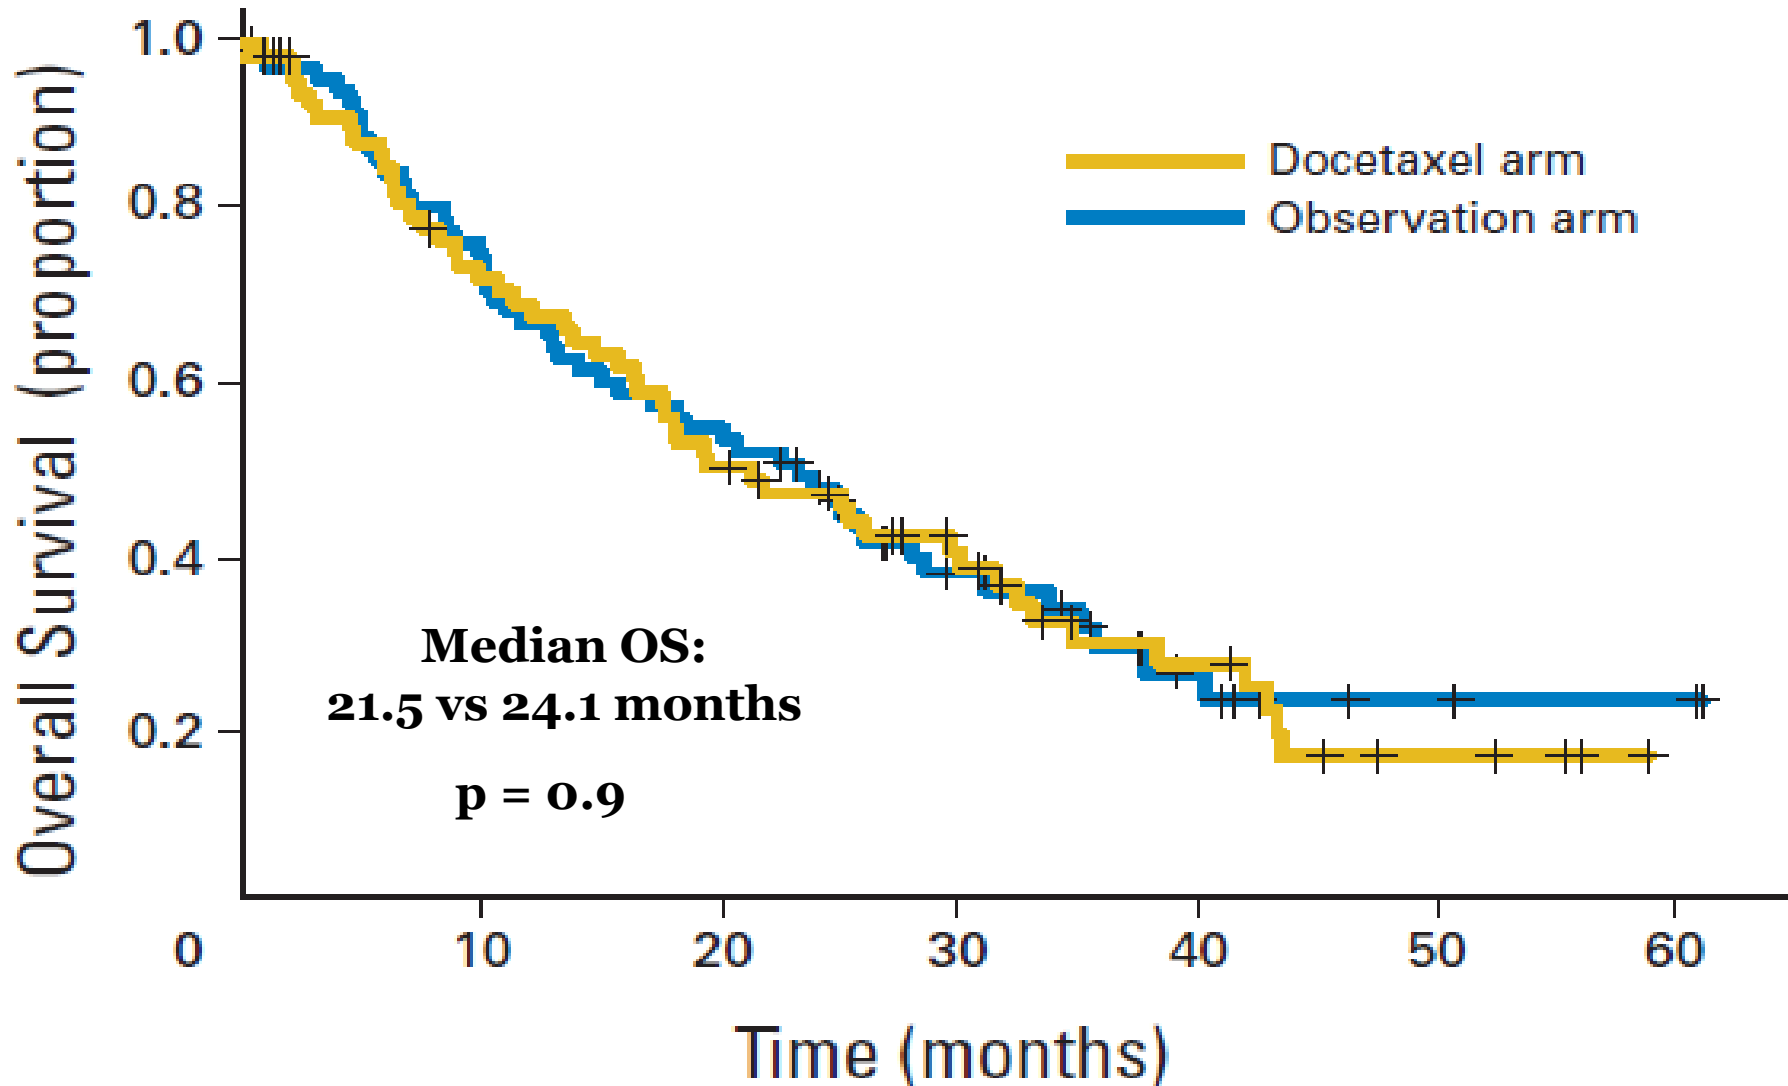 Overall Survival (proportion)
1.0
0.8
0.6
0.4
0.2
Docetaxel arm
Observation arm
Median OS:
21.5 vs 24.1 months
p = 0.9
0 10 20 30 40 50 60
Time (months)